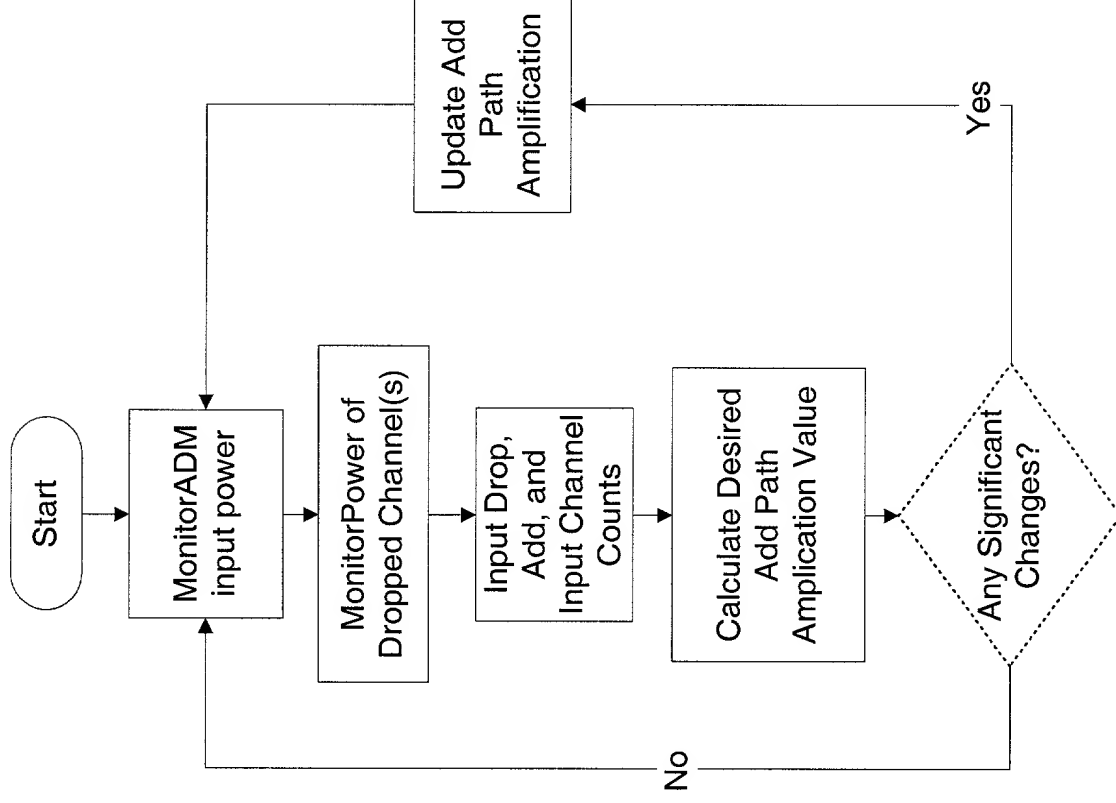 Start
MonitorADM
input power
MonitorPower of
Dropped Channel(s)
Input Drop,
Add, and
Input Channel
Counts
Calculate Desired
Add Path
Amplication Value
Any Significant
Changes?
No
Yes
Update Add
Path
Amplification